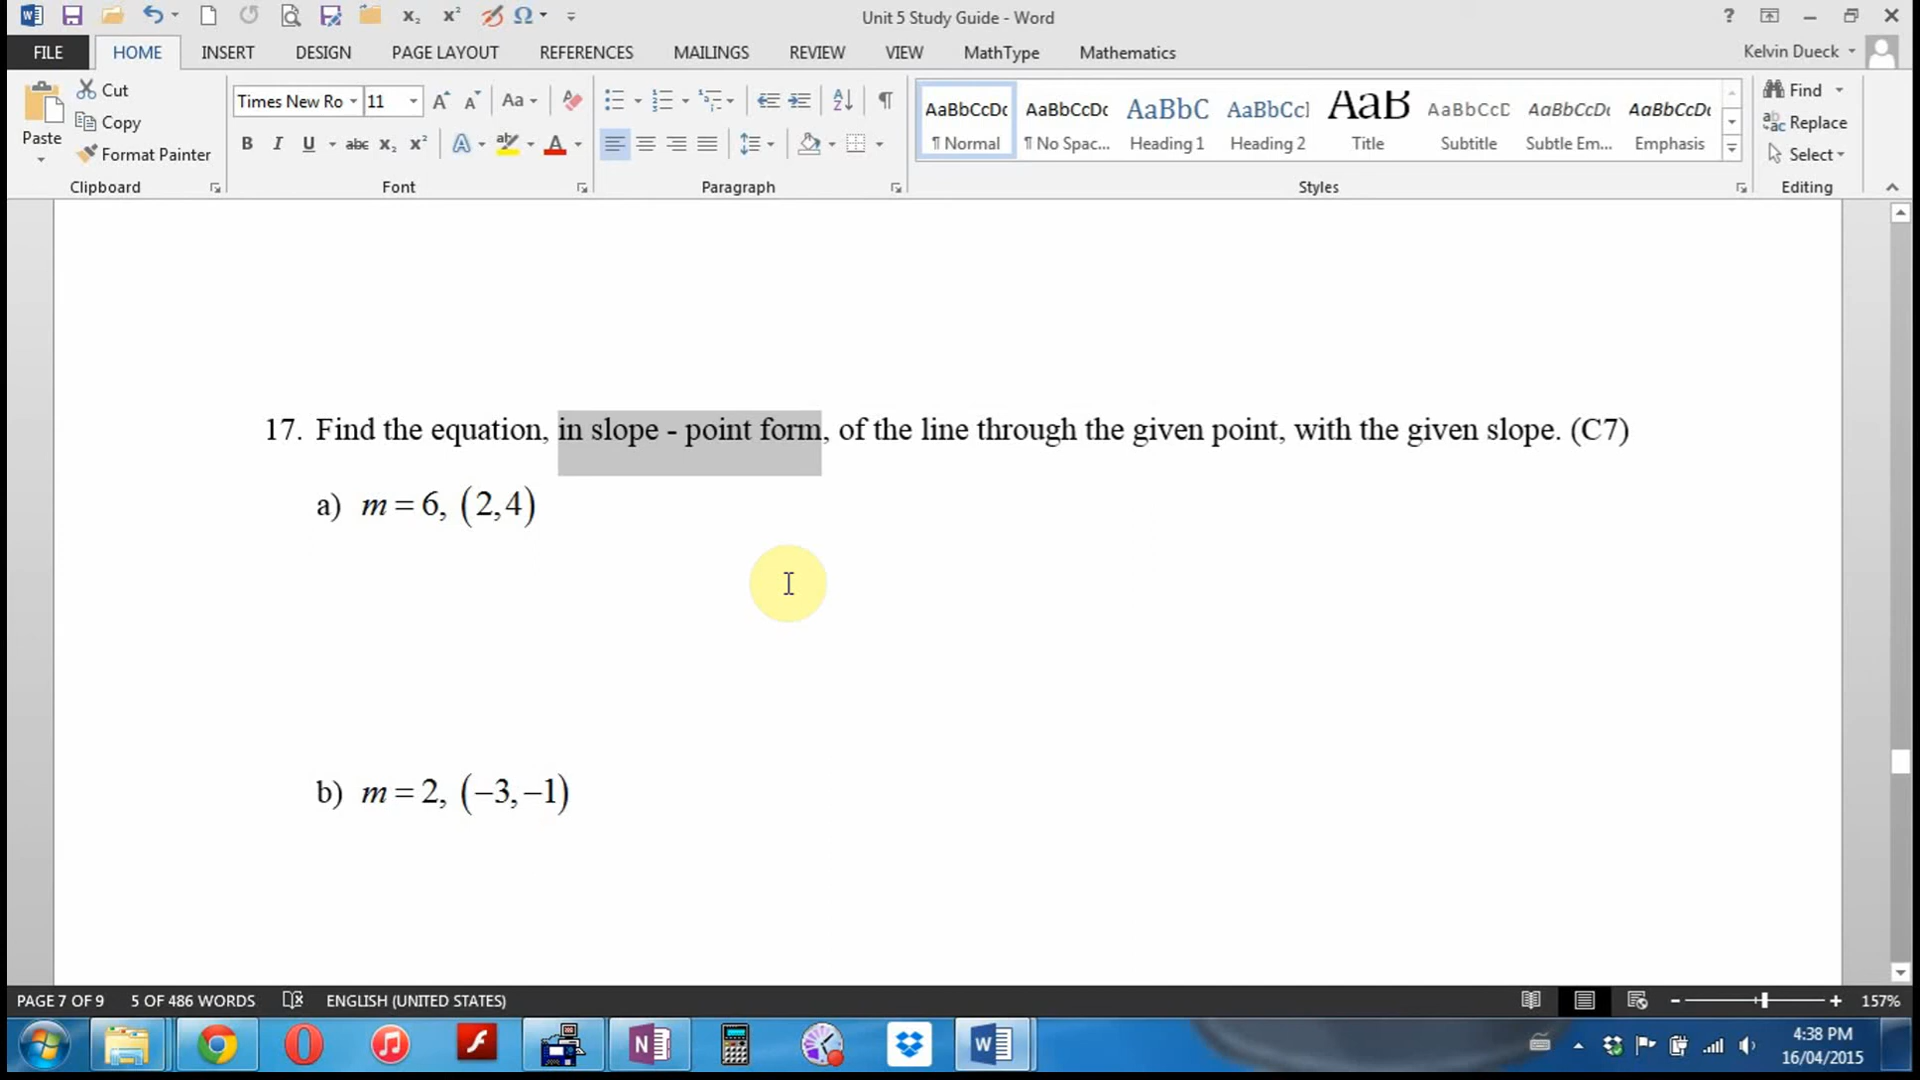 Unit 5 Study Guide - Word
FILE HOME INSERT DESIGN PAGE LAYOUT REFERENCES MAILINGS REVIEW VIEW MathType Mathematics Kelvin Dueck
Paste
Cut
Copy
Format Painter
Clipboard
Times New Ro 11
Font
Paragraph
AaBbCcDc AaBbCcDc AaBbC AaBbCcI AaB AaBbCcD AaBbCcDc AaBbCcDc
¶ Normal ¶ No Spac... Heading 1 Heading 2 Title Subtitle Subtle Em... Emphasis
Styles
Find
Replace
Select
Editing
17. Find the equation, in slope - point form, of the line through the given point, with the given slope. (C7)
a) m = 6, (2,4)
b) m = 2, (−3,−1)
PAGE 7 OF 9 5 OF 486 WORDS ENGLISH (UNITED STATES) 157%
4:38 PM
16/04/2015